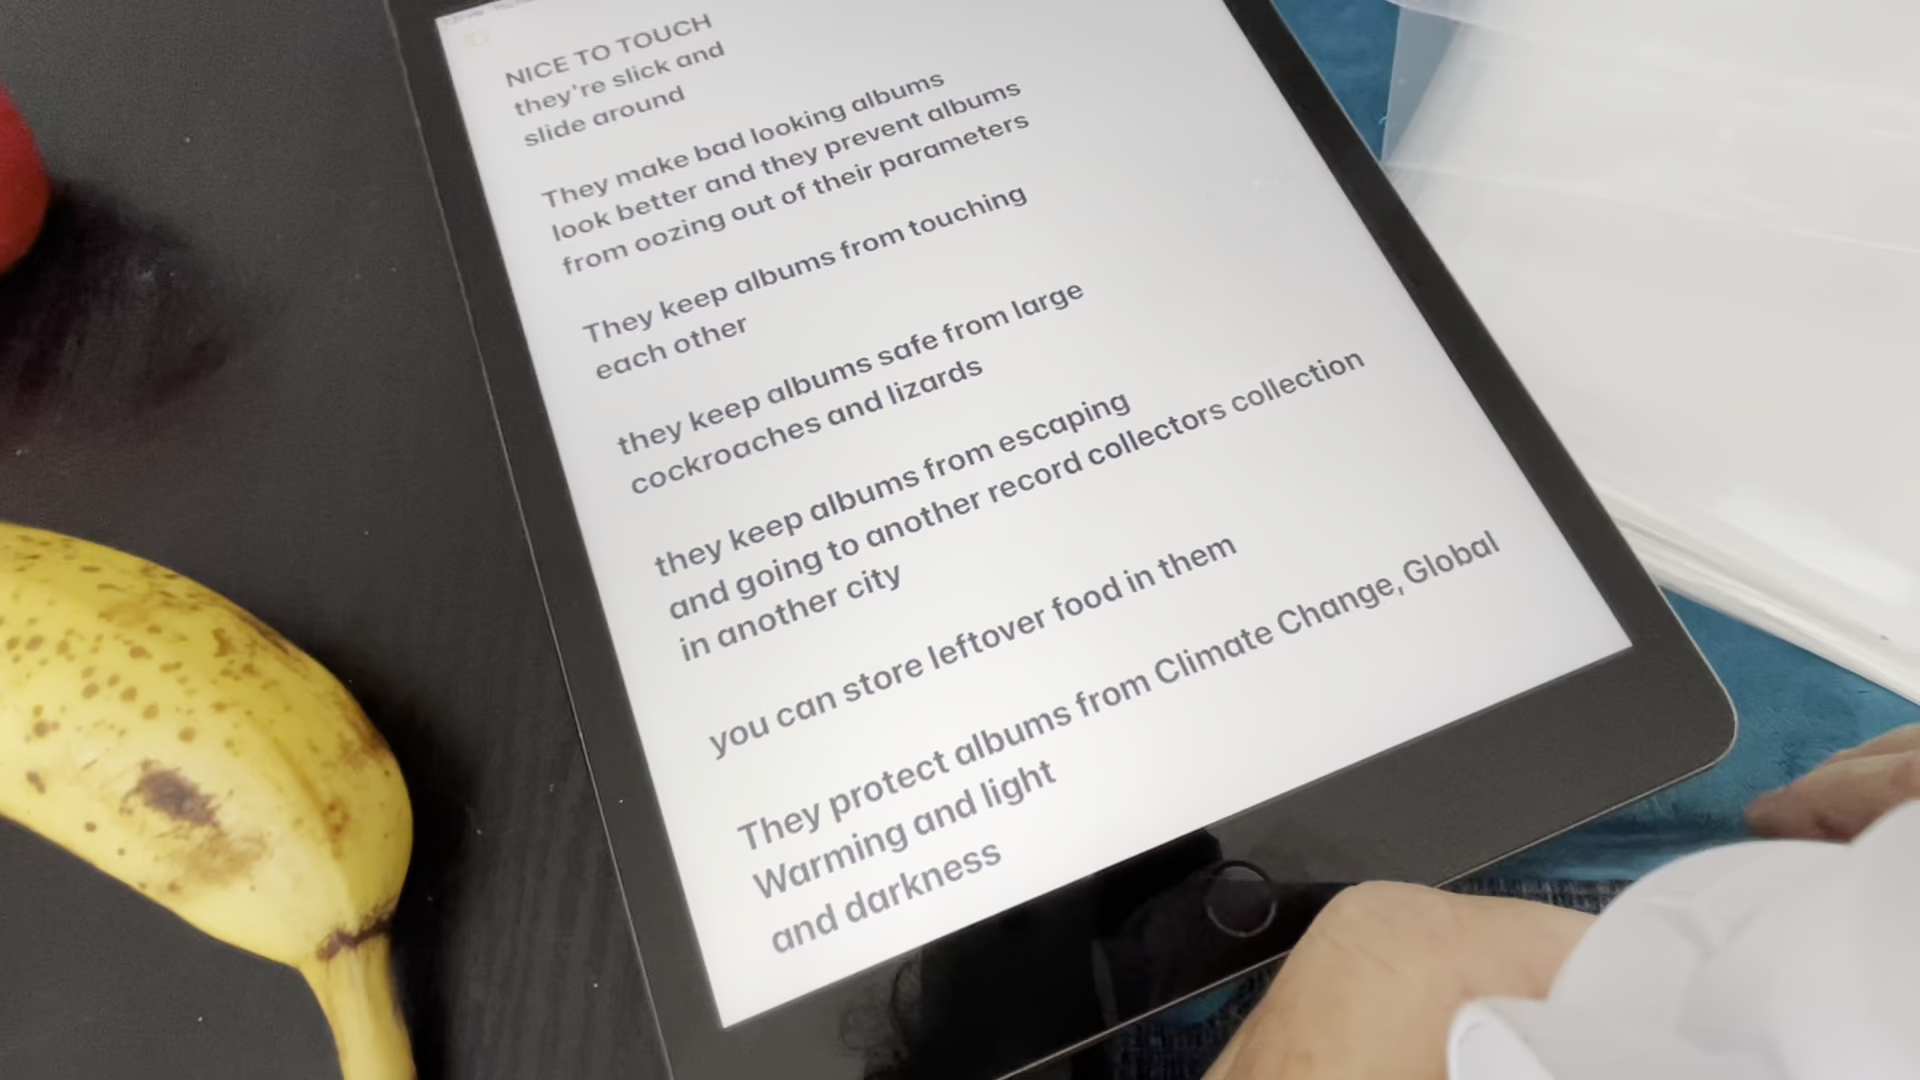 NICE TO TOUCH
they're slick and
slide around
They make bad looking albums
look better and they prevent albums
from oozing out of their parameters
They keep albums from touching
each other
they keep albums safe from large
cockroaches and lizards
they keep albums from escaping
and going to another record collectors collection
in another city
you can store leftover food in them
They protect albums from Climate Change, Global
Warming and light
and darkness